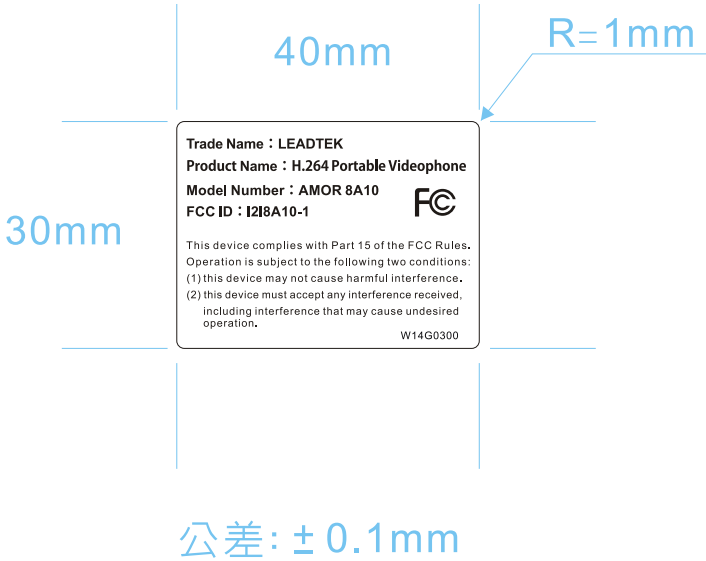 40mm
R=1mm
30mm
Trade Name：LEADTEK
Product Name：H.264 Portable Videophone
Model Number：AMOR 8A10
FCC ID：I2I8A10-1
FC
This device complies with Part 15 of the FCC Rules.
Operation is subject to the following two conditions:
(1) this device may not cause harmful interference.
(2) this device must accept any interference received,
including interference that may cause undesired
operation.
W14G0300
公差: ± 0.1mm